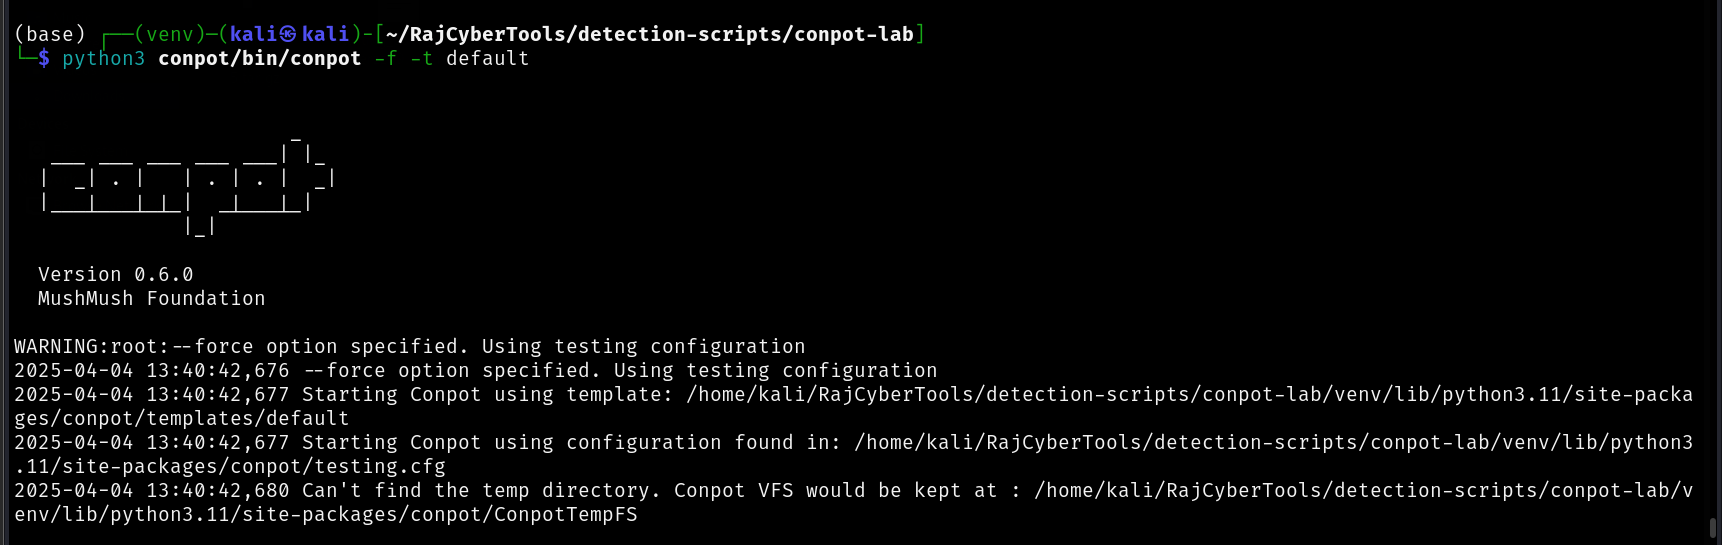 (base) ┌──(venv)─(kali㉿kali)-[~/RajCyberTools/detection-scripts/conpot-lab]
└─$ python3 conpot/bin/conpot -f -t default
                       _
   ___ ___ ___ ___ ___| |_
  |  _| . |   | . | . |  _|
  |___|___|_|_|  _|___|_|
              |_|
  Version 0.6.0
  MushMush Foundation
WARNING:root:--force option specified. Using testing configuration
2025-04-04 13:40:42,676 --force option specified. Using testing configuration
2025-04-04 13:40:42,677 Starting Conpot using template: /home/kali/RajCyberTools/detection-scripts/conpot-lab/venv/lib/python3.11/site-packa
ges/conpot/templates/default
2025-04-04 13:40:42,677 Starting Conpot using configuration found in: /home/kali/RajCyberTools/detection-scripts/conpot-lab/venv/lib/python3
.11/site-packages/conpot/testing.cfg
2025-04-04 13:40:42,680 Can't find the temp directory. Conpot VFS would be kept at : /home/kali/RajCyberTools/detection-scripts/conpot-lab/v
env/lib/python3.11/site-packages/conpot/ConpotTempFS